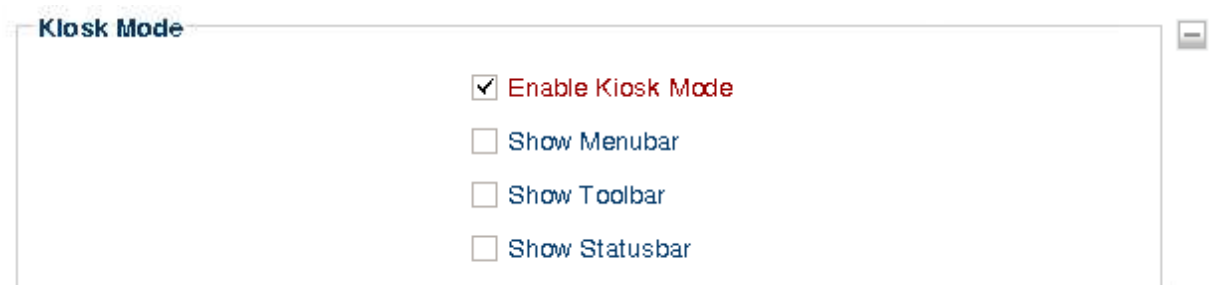 Kiosk Mode
Enable Kiosk Mode
Show Menubar
Show Toolbar
Show Statusbar